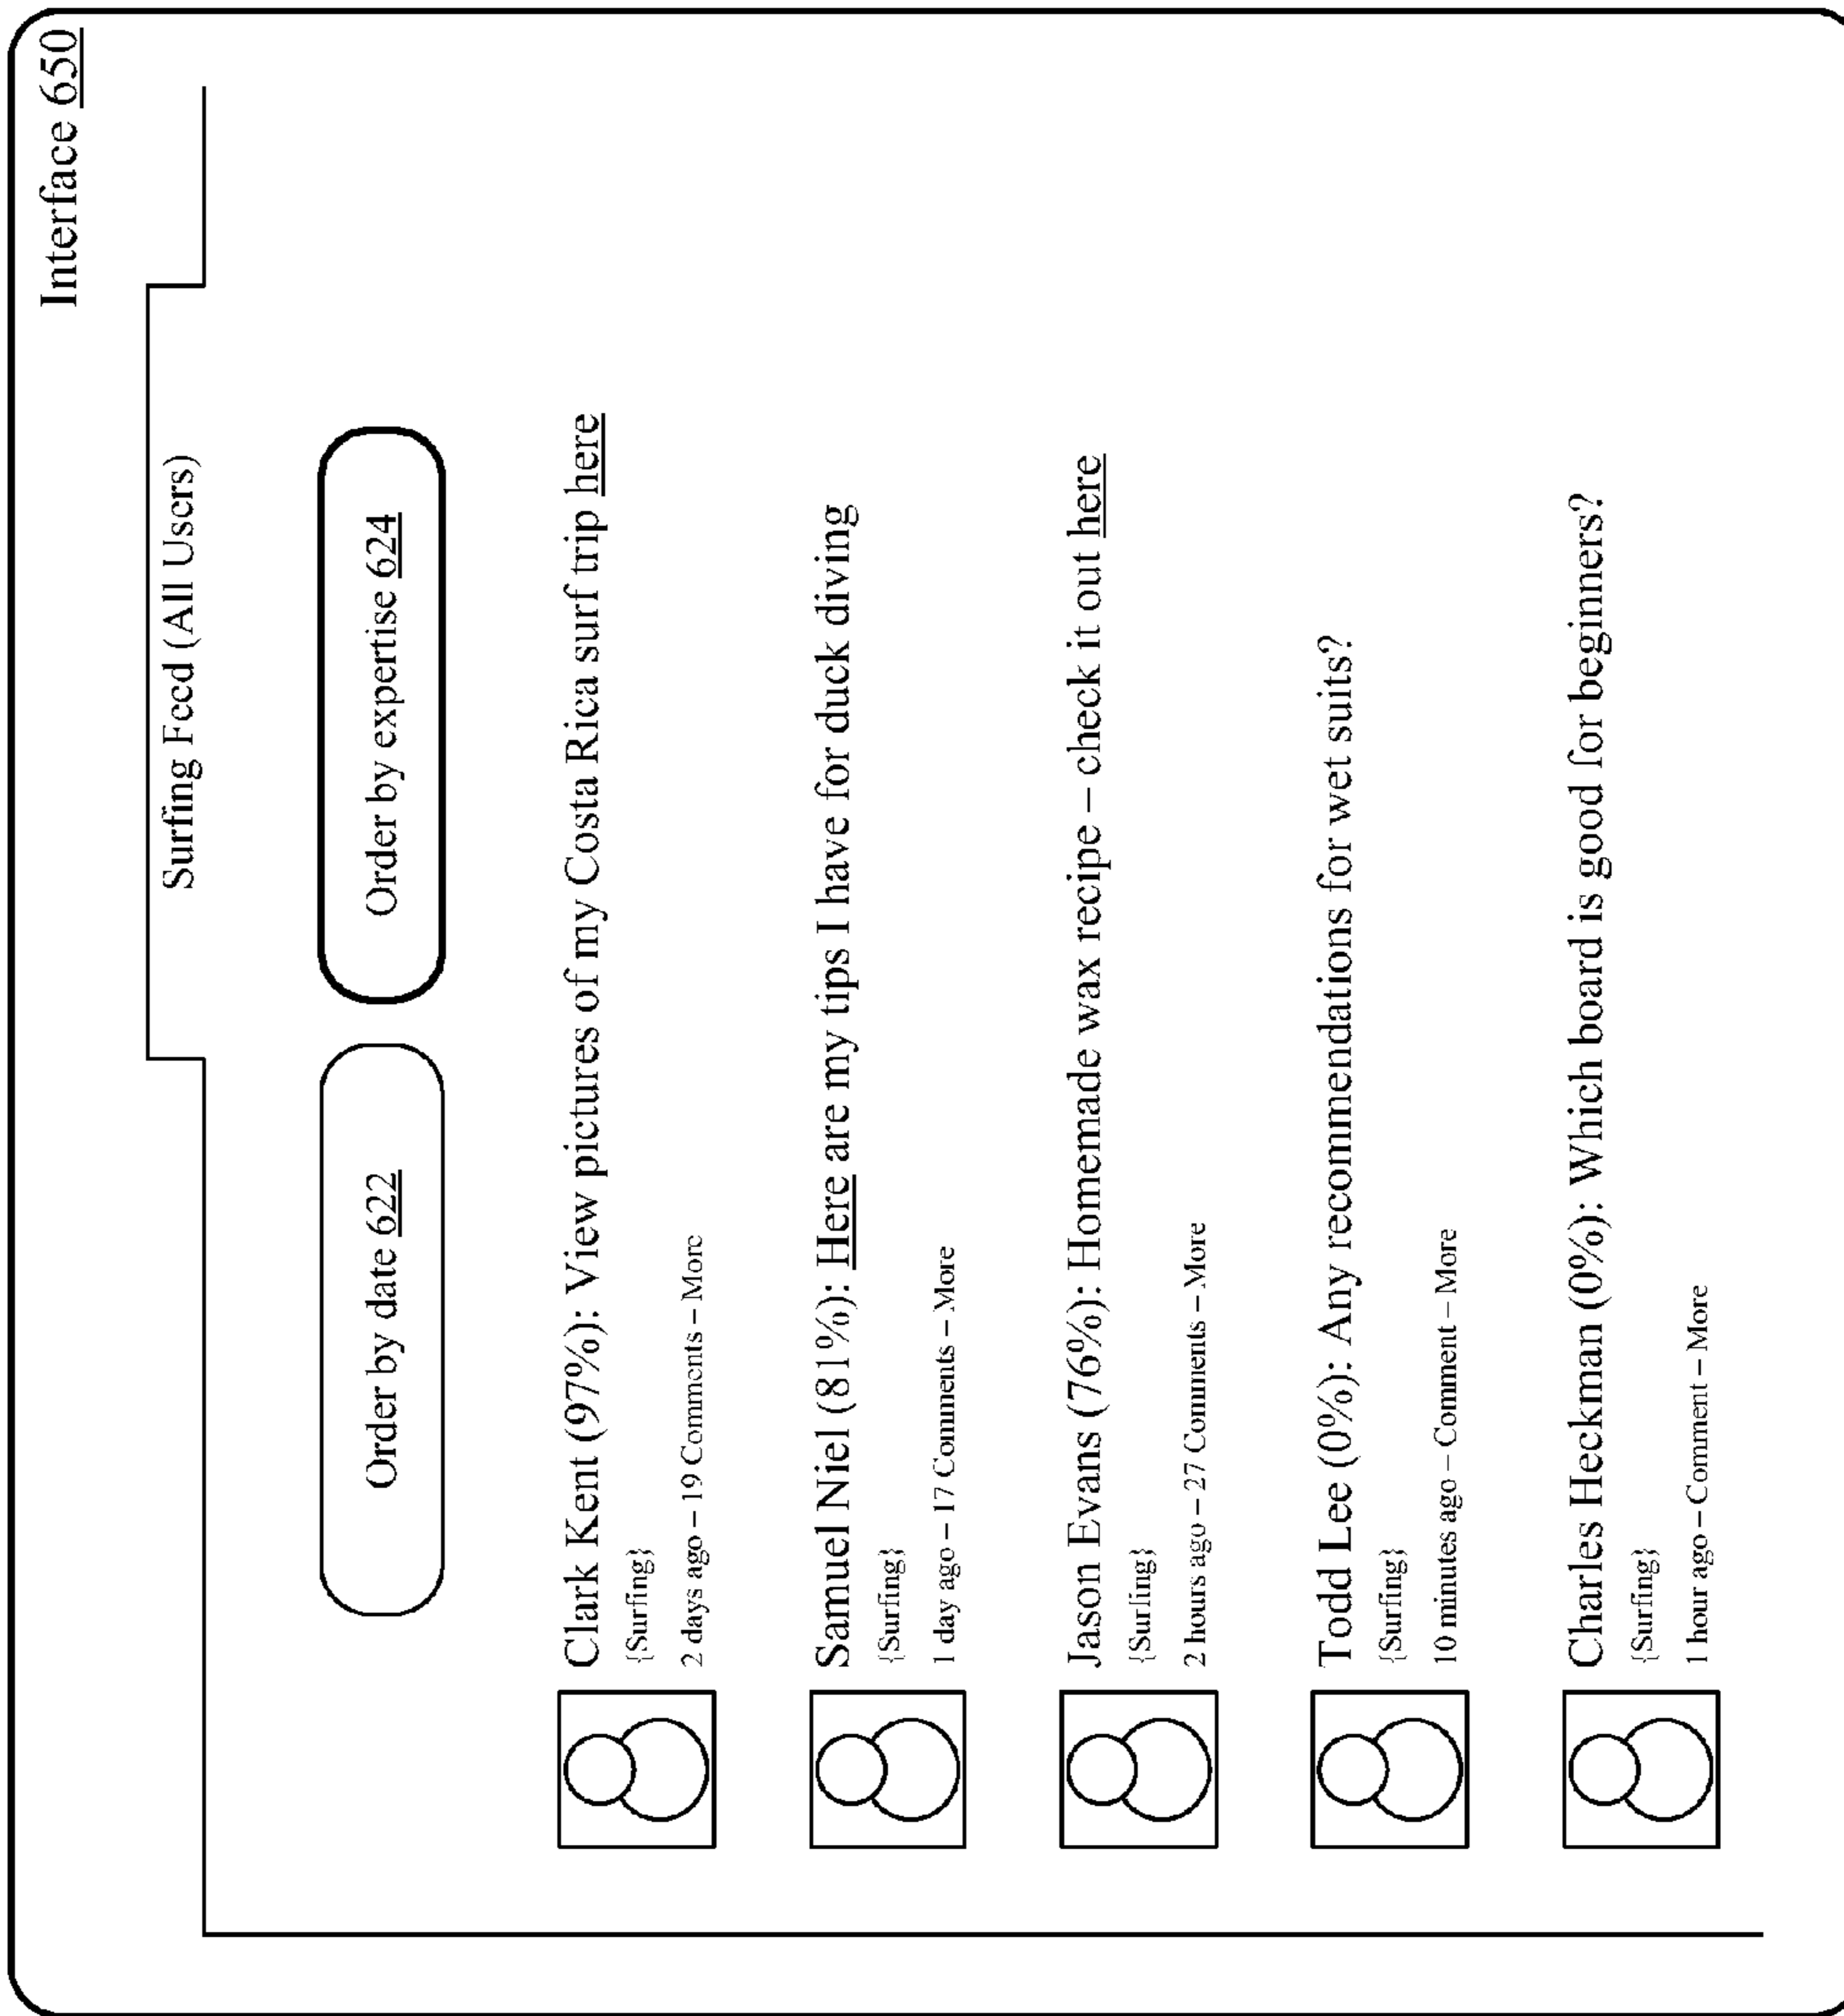 Interface 650
Surfing Feed (All Users)
Order by date 622
Order by expertise 624
Clark Kent (97%): View pictures of my Costa Rica surf trip here
{Surfing}
2 days ago – 19 Comments – More
Samuel Niel (81%): Here are my tips I have for duck diving
{Surfing}
1 day ago – 17 Comments – More
Jason Evans (76%): Homemade wax recipe – check it out here
{Surfing}
2 hours ago – 27 Comments – More
Todd Lee (0%): Any recommendations for wet suits?
{Surfing}
10 minutes ago – Comment – More
Charles Heckman (0%): Which board is good for beginners?
{Surfing}
1 hour ago – Comment – More